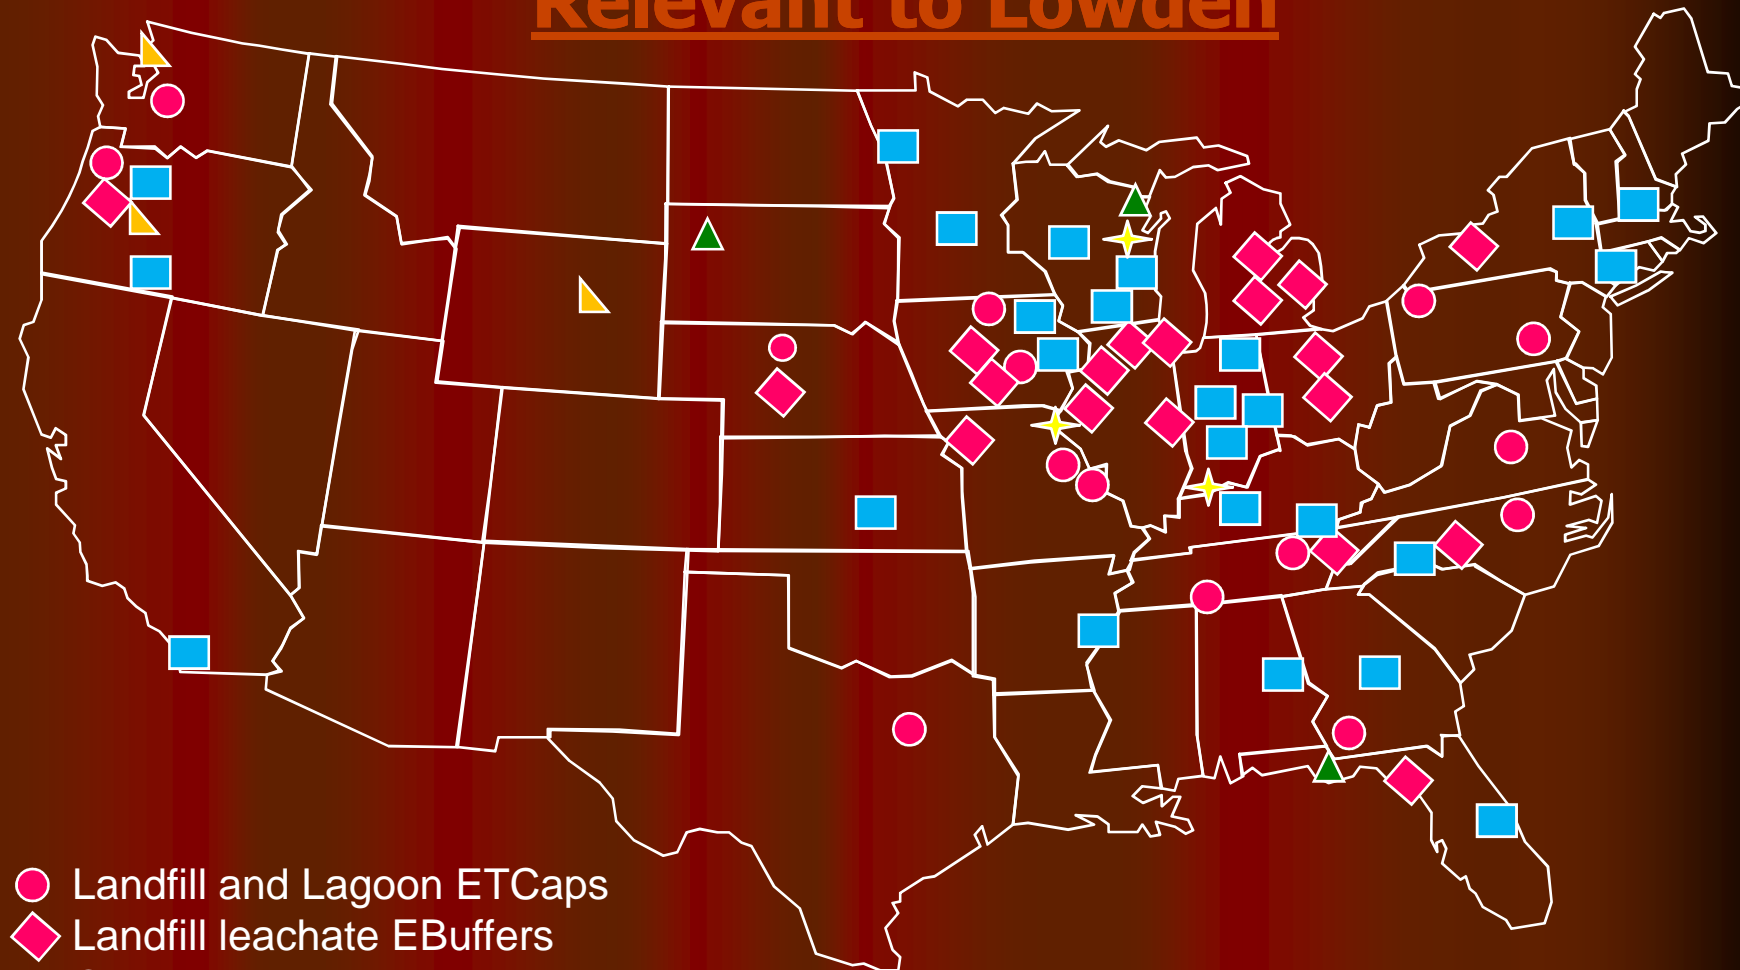 Relevant to Lowden
Landfill and Lagoon ETCaps
Landfill leachate EBuffers